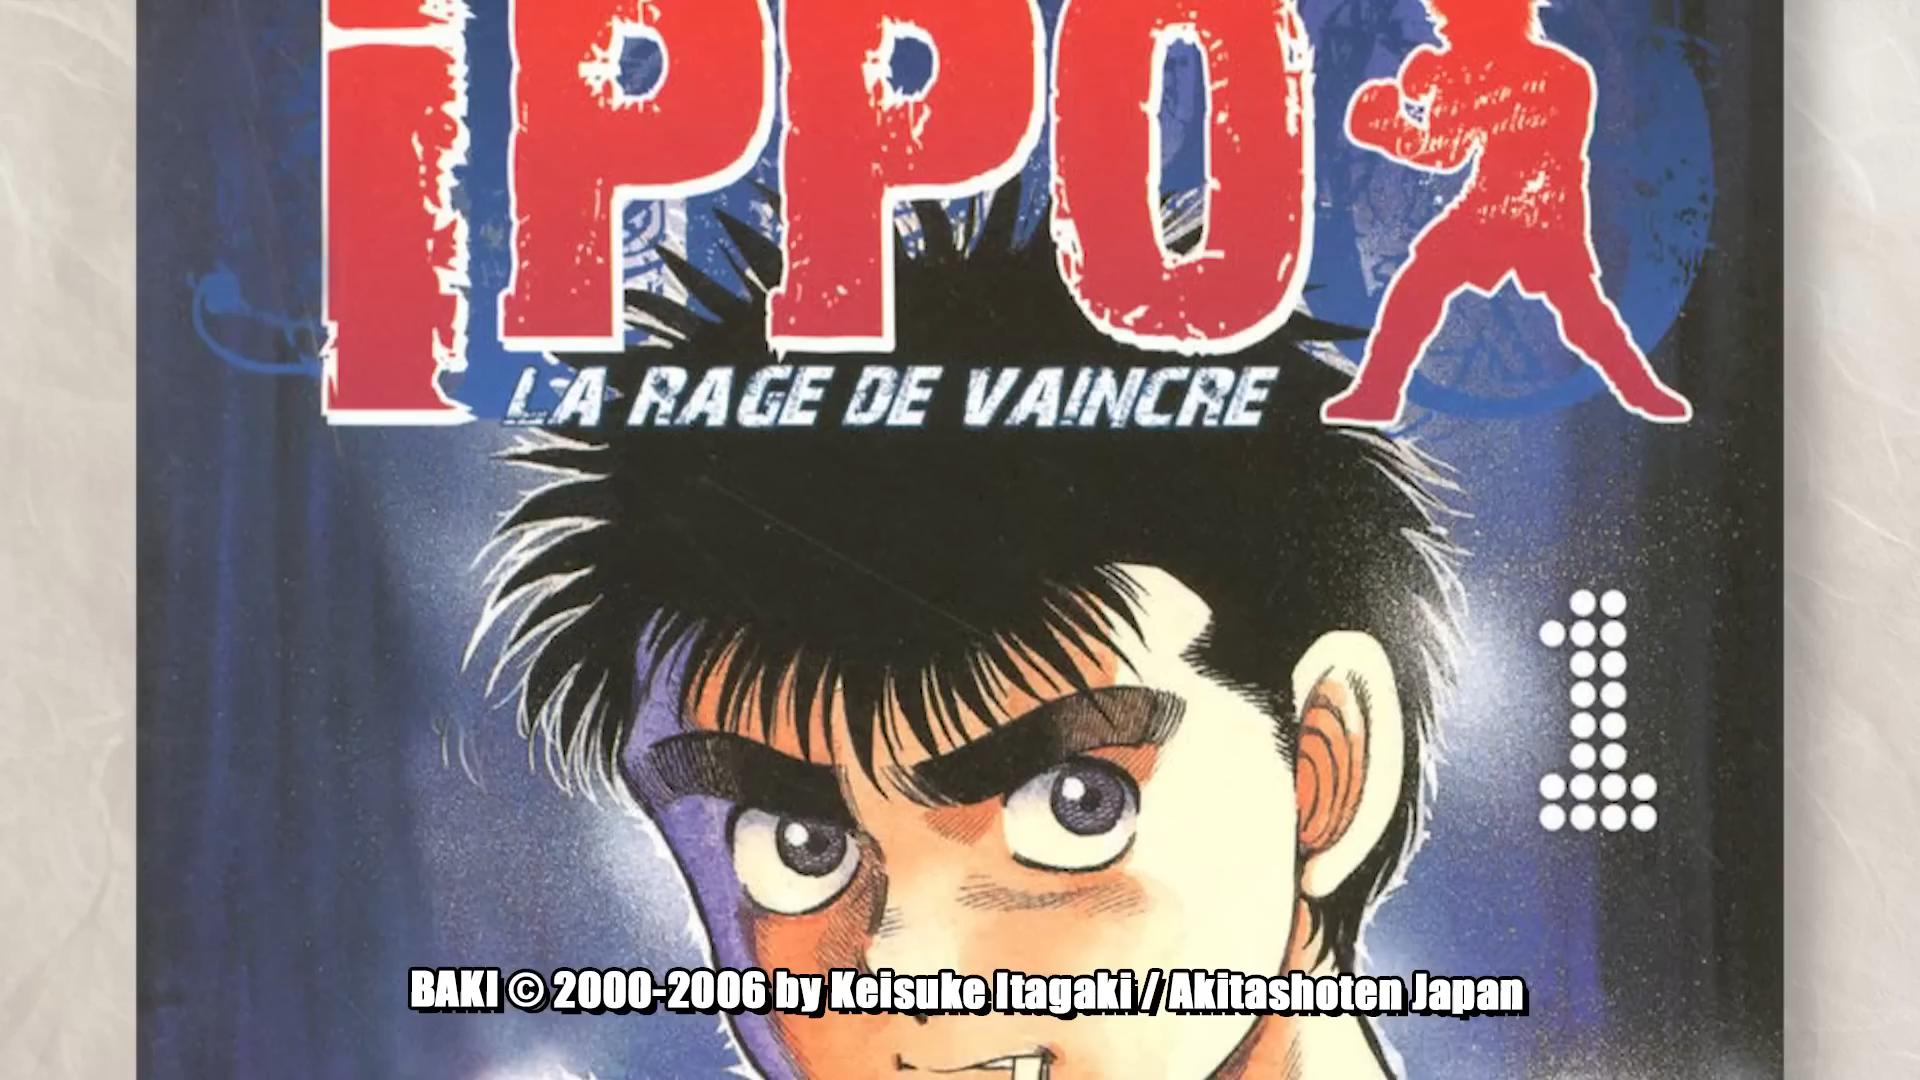 iPPO
LA RAGE DE VAINCRE
1
BAKI © 2000-2006 by Keisuke Itagaki / Akitashoten Japan